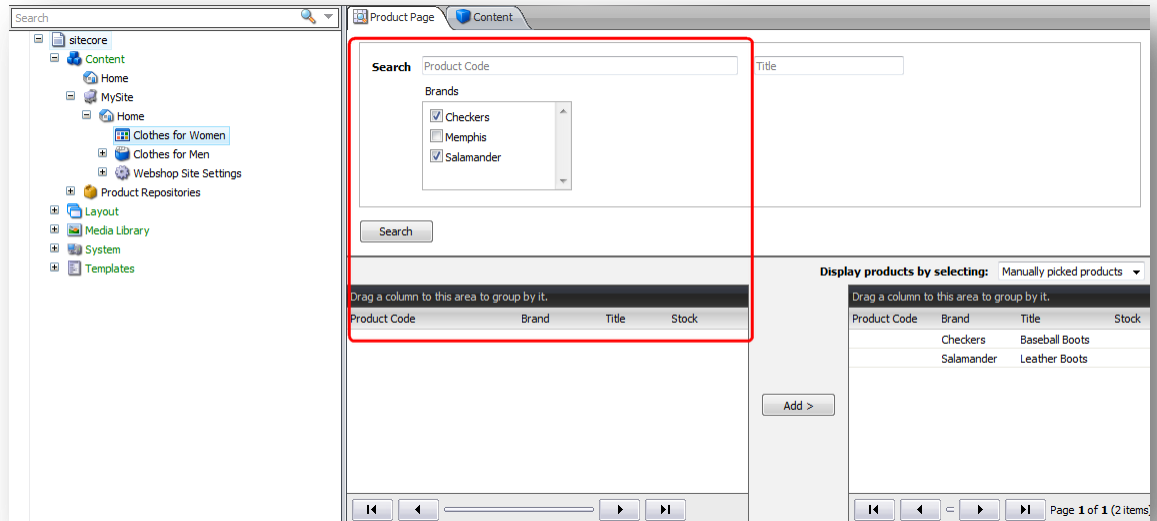 Search
sitecore
Content
Home
MySite
Home
Clothes for Women
Clothes for Men
Webshop Site Settings
Product Repositories
Layout
Media Library
System
Templates
Product Page Content
Search Product Code Title
Brands
Checkers
Memphis
Salamander
Search
Display products by selecting: Manually picked products
Drag a column to this area to group by it.
Product Code Brand Title Stock
Add >
Drag a column to this area to group by it.
Product Code Brand Title Stock
Checkers Baseball Boots
Salamander Leather Boots
Page 1 of 1 (2 items